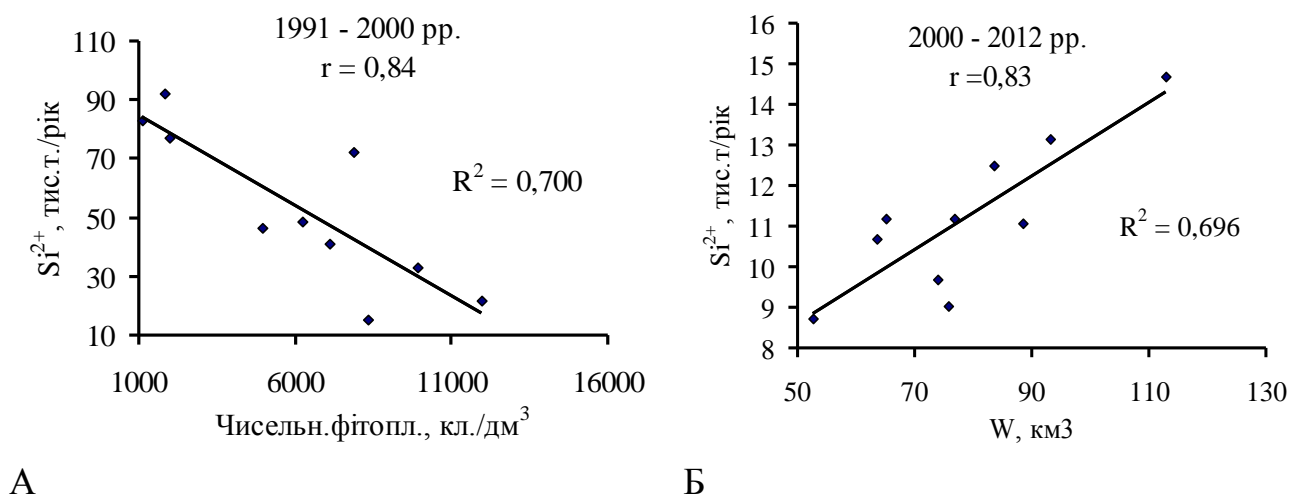 1991 - 2000 рр.
r = 0,84
R² = 0,700
Si²⁺, тис.т./рік
110
90
70
50
30
10
1000
6000
11000
16000
Чисельн.фітопл., кл./дм³
А
2000 - 2012 рр.
r =0,83
R² = 0,696
Si²⁺, тис.т/рік
16
15
14
13
12
11
10
9
8
50
70
90
110
130
W, км3
Б